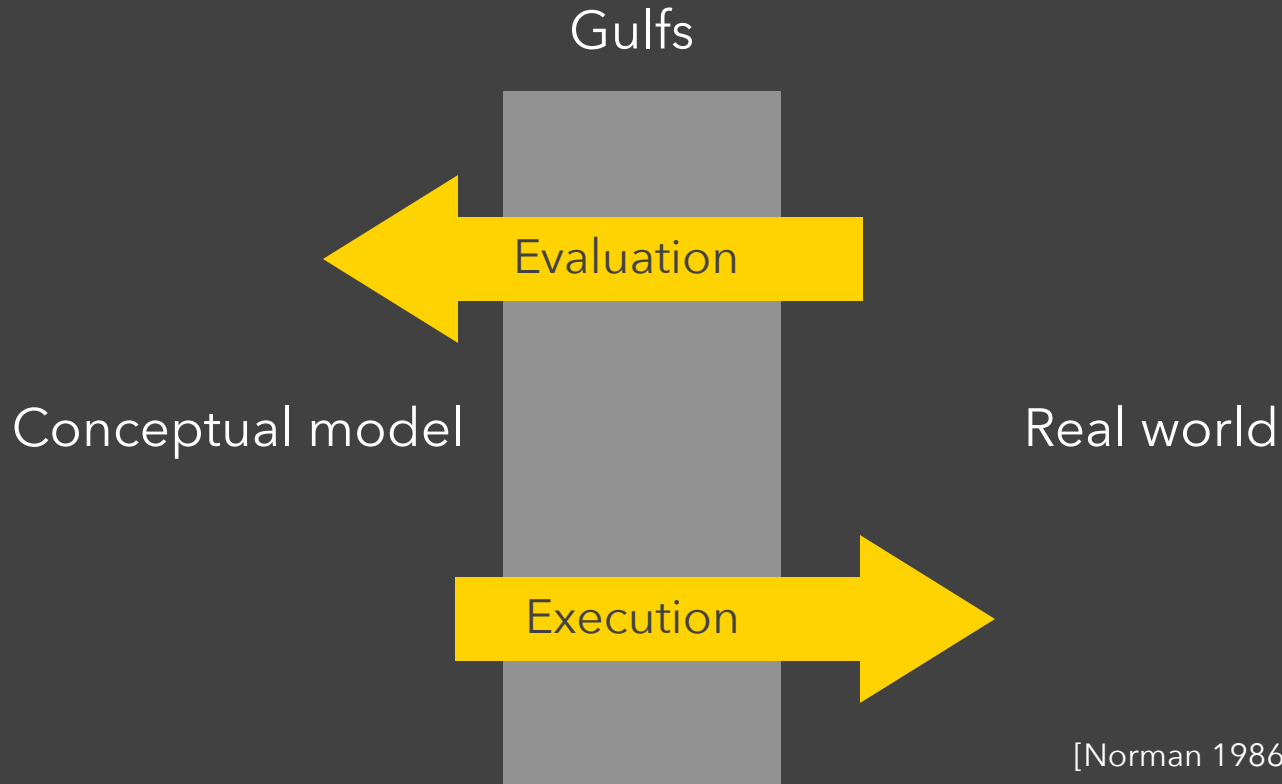 Gulfs
Evaluation
Conceptual model
Real world
Execution
[Norman 1986